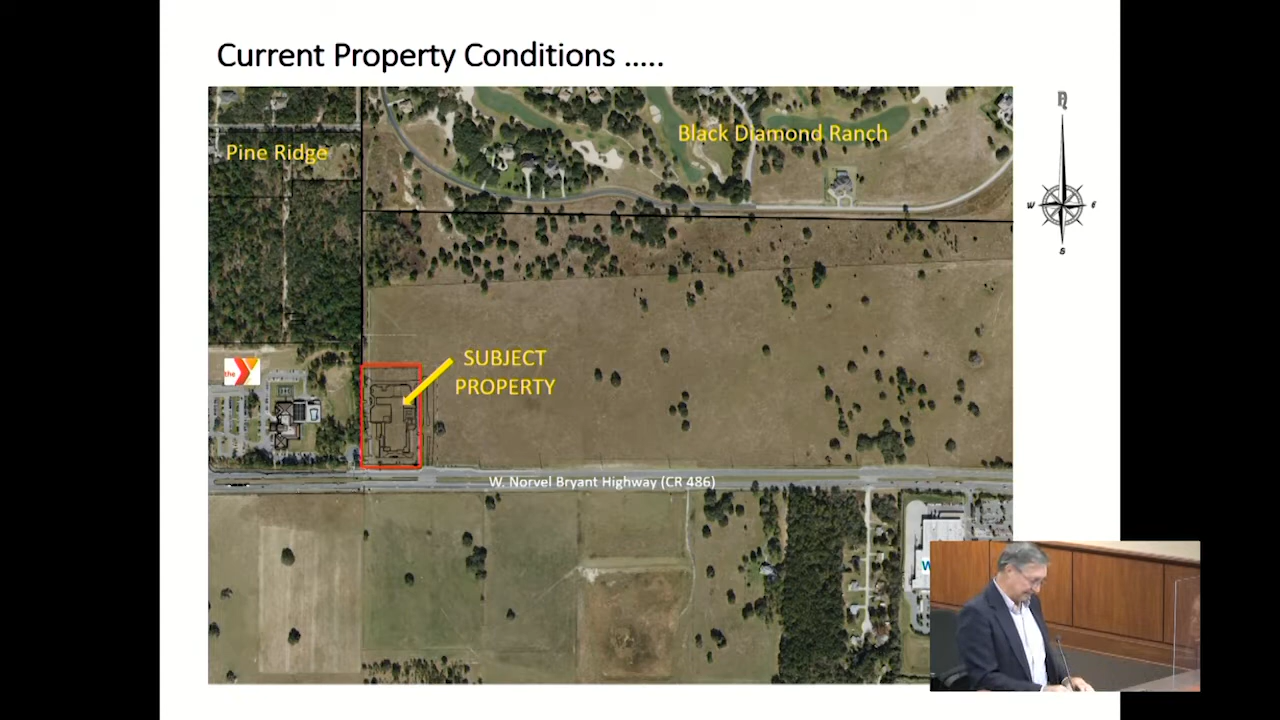 Current Property Conditions .....
N
Black Diamond Ranch
Pine Ridge
W
E
S
the Y
SUBJECT
PROPERTY
W. Norvel Bryant Highway (CR 486)
W